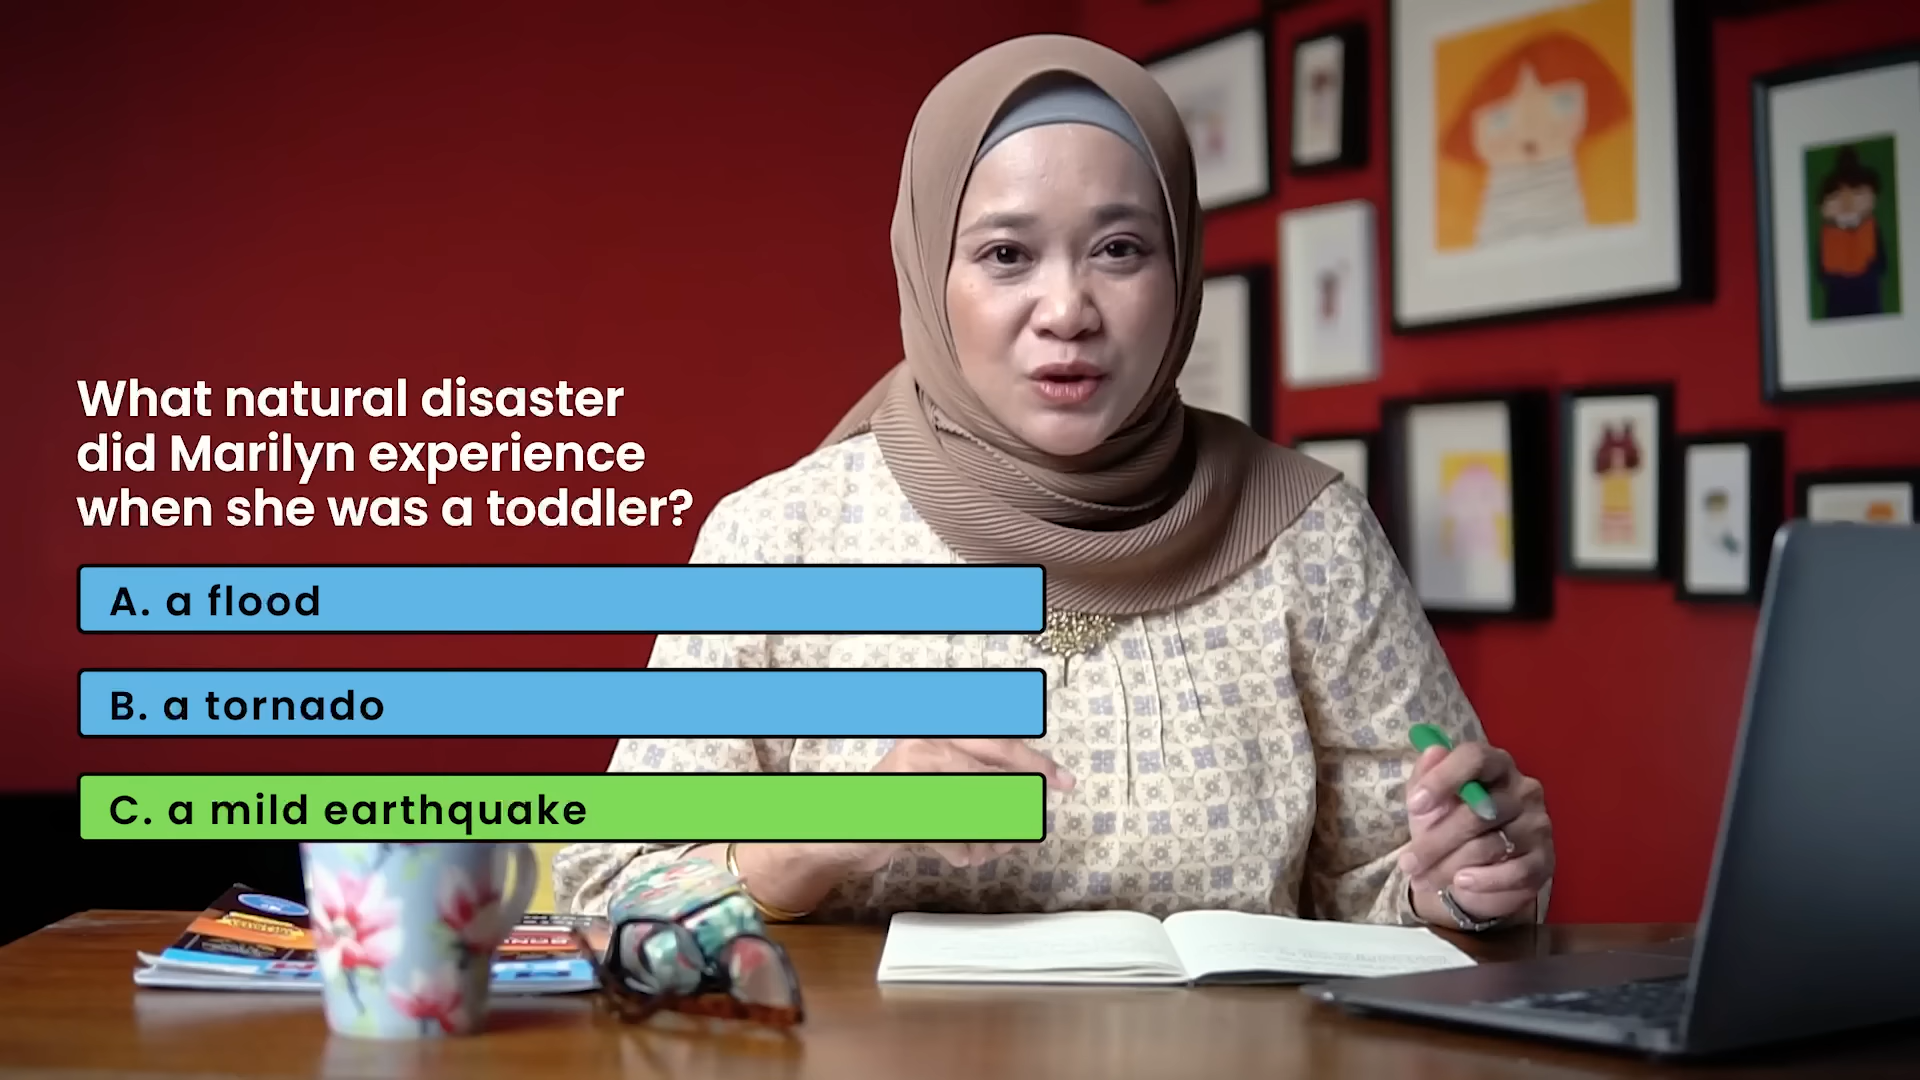 What natural disaster
did Marilyn experience
when she was a toddler?
A. a flood
B. a tornado
C. a mild earthquake